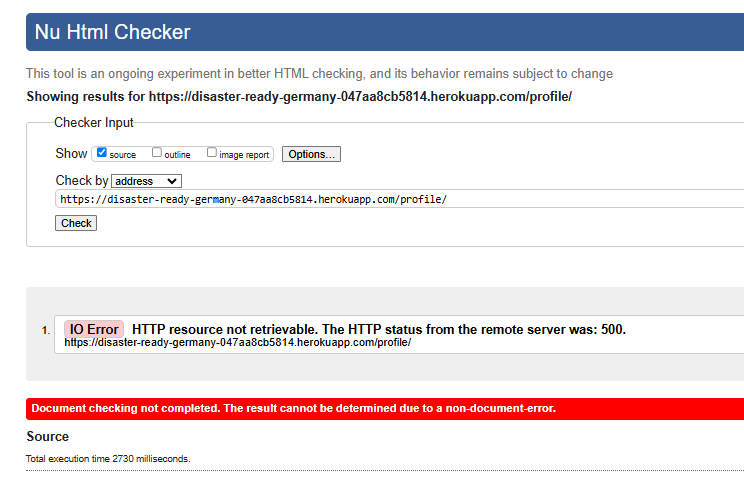 Nu Html Checker
This tool is an ongoing experiment in better HTML checking, and its behavior remains subject to change
Showing results for https://disaster-ready-germany-047aa8cb5814.herokuapp.com/profile/
Checker Input
Show source outline image report Options...
Check by address
https://disaster-ready-germany-047aa8cb5814.herokuapp.com/profile/
Check
1. IO Error HTTP resource not retrievable. The HTTP status from the remote server was: 500.
https://disaster-ready-germany-047aa8cb5814.herokuapp.com/profile/
Document checking not completed. The result cannot be determined due to a non-document-error.
Source
Total execution time 2730 milliseconds.